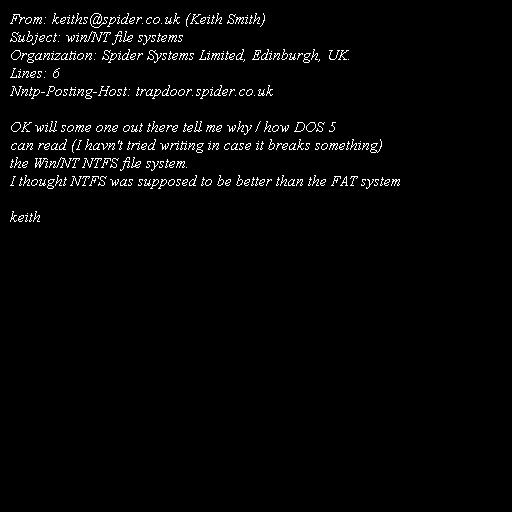 From: keiths@spider.co.uk (Keith Smith)
Subject: win/NT file systems
Organization: Spider Systems Limited, Edinburgh, UK.
Lines: 6
Nntp-Posting-Host: trapdoor.spider.co.uk

OK will some one out there tell me why / how DOS 5
can read (I havn't tried writing in case it breaks something)
the Win/NT NTFS file system.
I thought NTFS was supposed to be better than the FAT system

keith